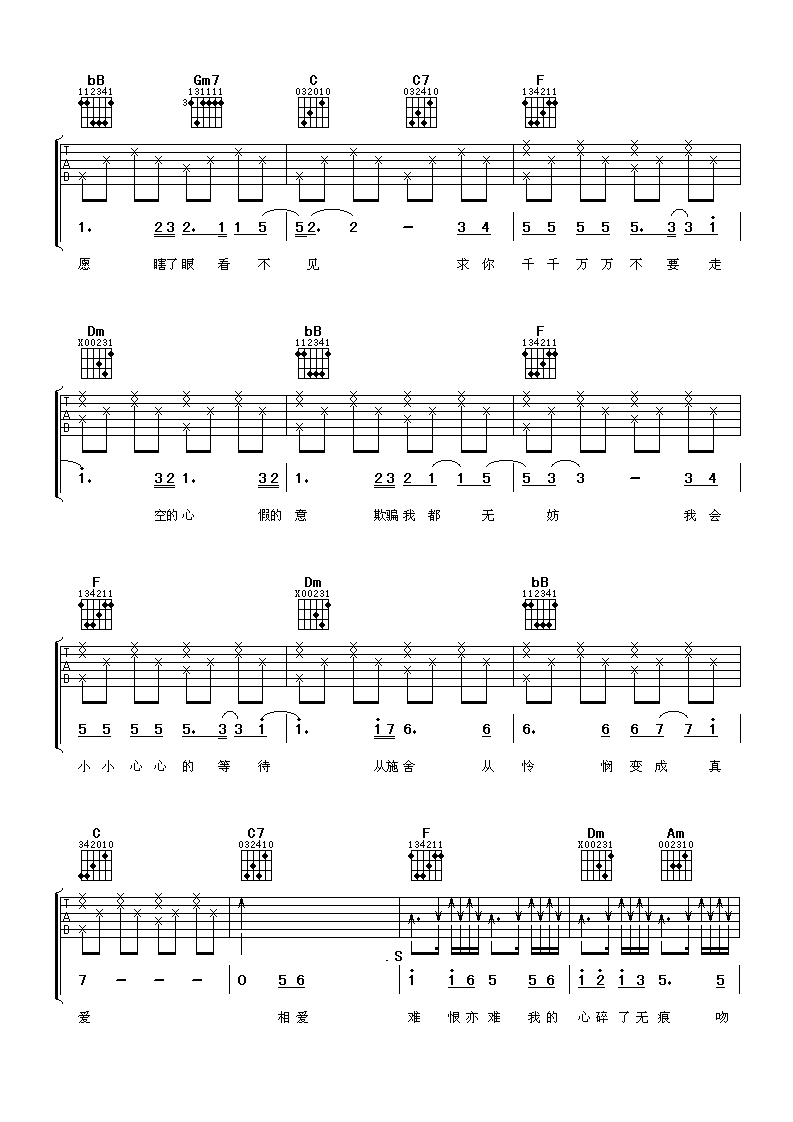 bB Gm7 C C7 F
112341 131111 032010 032410 134211
3
T A B
1. 2 3 2. 1 1 5 5 2. 2 - 3 4 5 5 5 5 5. 3 3 1
愿 瞎了眼 看 不 见 求 你 千 千 万 万 不 要 走
Dm bB F
X00231 112341 134211
T A B
1. 3 2 1. 3 2 1. 2 3 2 1 1 5 5 3 3 - 3 4
空的心 假的 意 欺骗我 都 无 妨 我 会
F Dm bB
134211 X00231 112341
T A B
5 5 5 5 5. 3 3 1 1. 1 7 6. 6 6. 6 6 7 7 1
小 小 心 心 的 等 待 从施舍 从 怜 悯 变 成 真
C C7 F Dm Am
342010 032410 134211 X00231 002310
T A B
.S
7 - - - 0 5 6 1 1 6 5 5 6 1 2 1 3 5. 5
爱 相 爱 难 恨 亦 难 我 的 心 碎 了 无 痕 吻